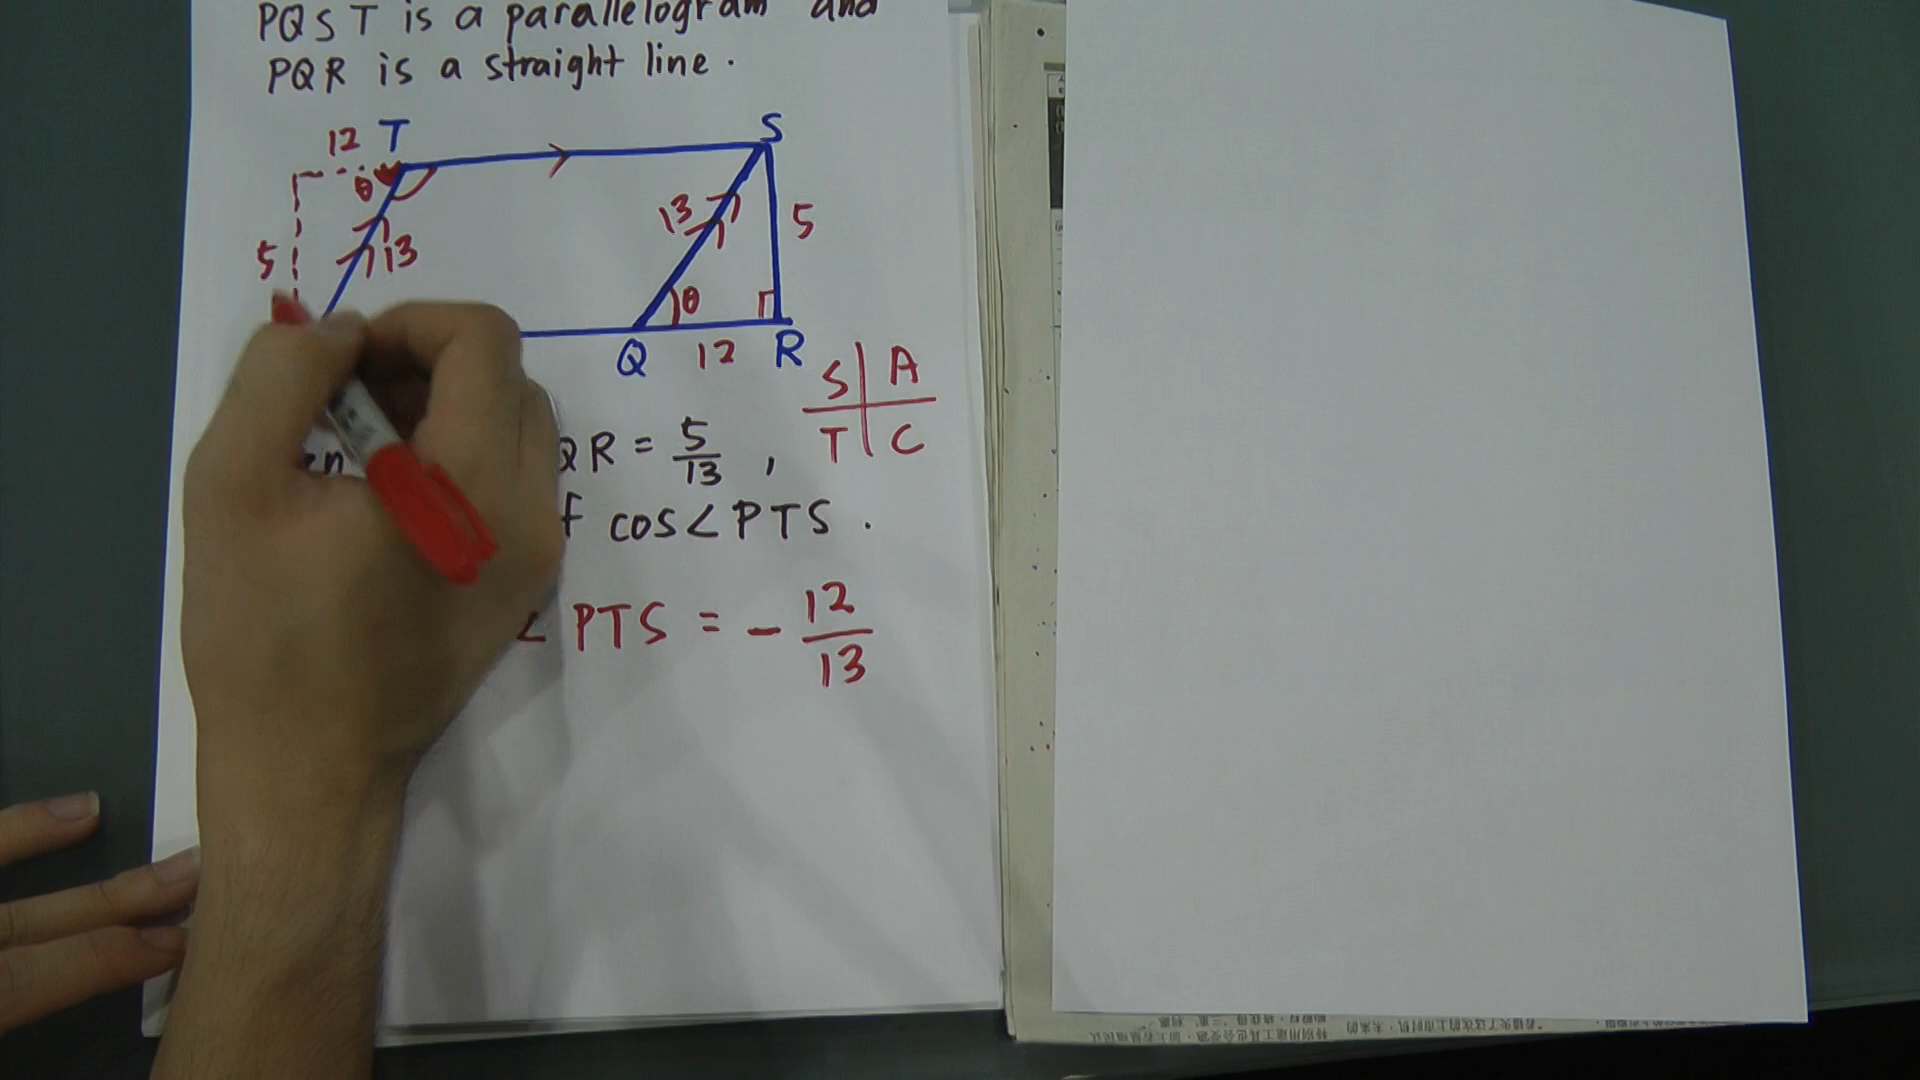 PQST is a parallelogram and
PQR is a straight line.
12 T S
θ
13 5
5 13
θ
Q 12 R
S A
T C
QR = 5/13 ,
cos∠PTS .
∠PTS = - 12/13